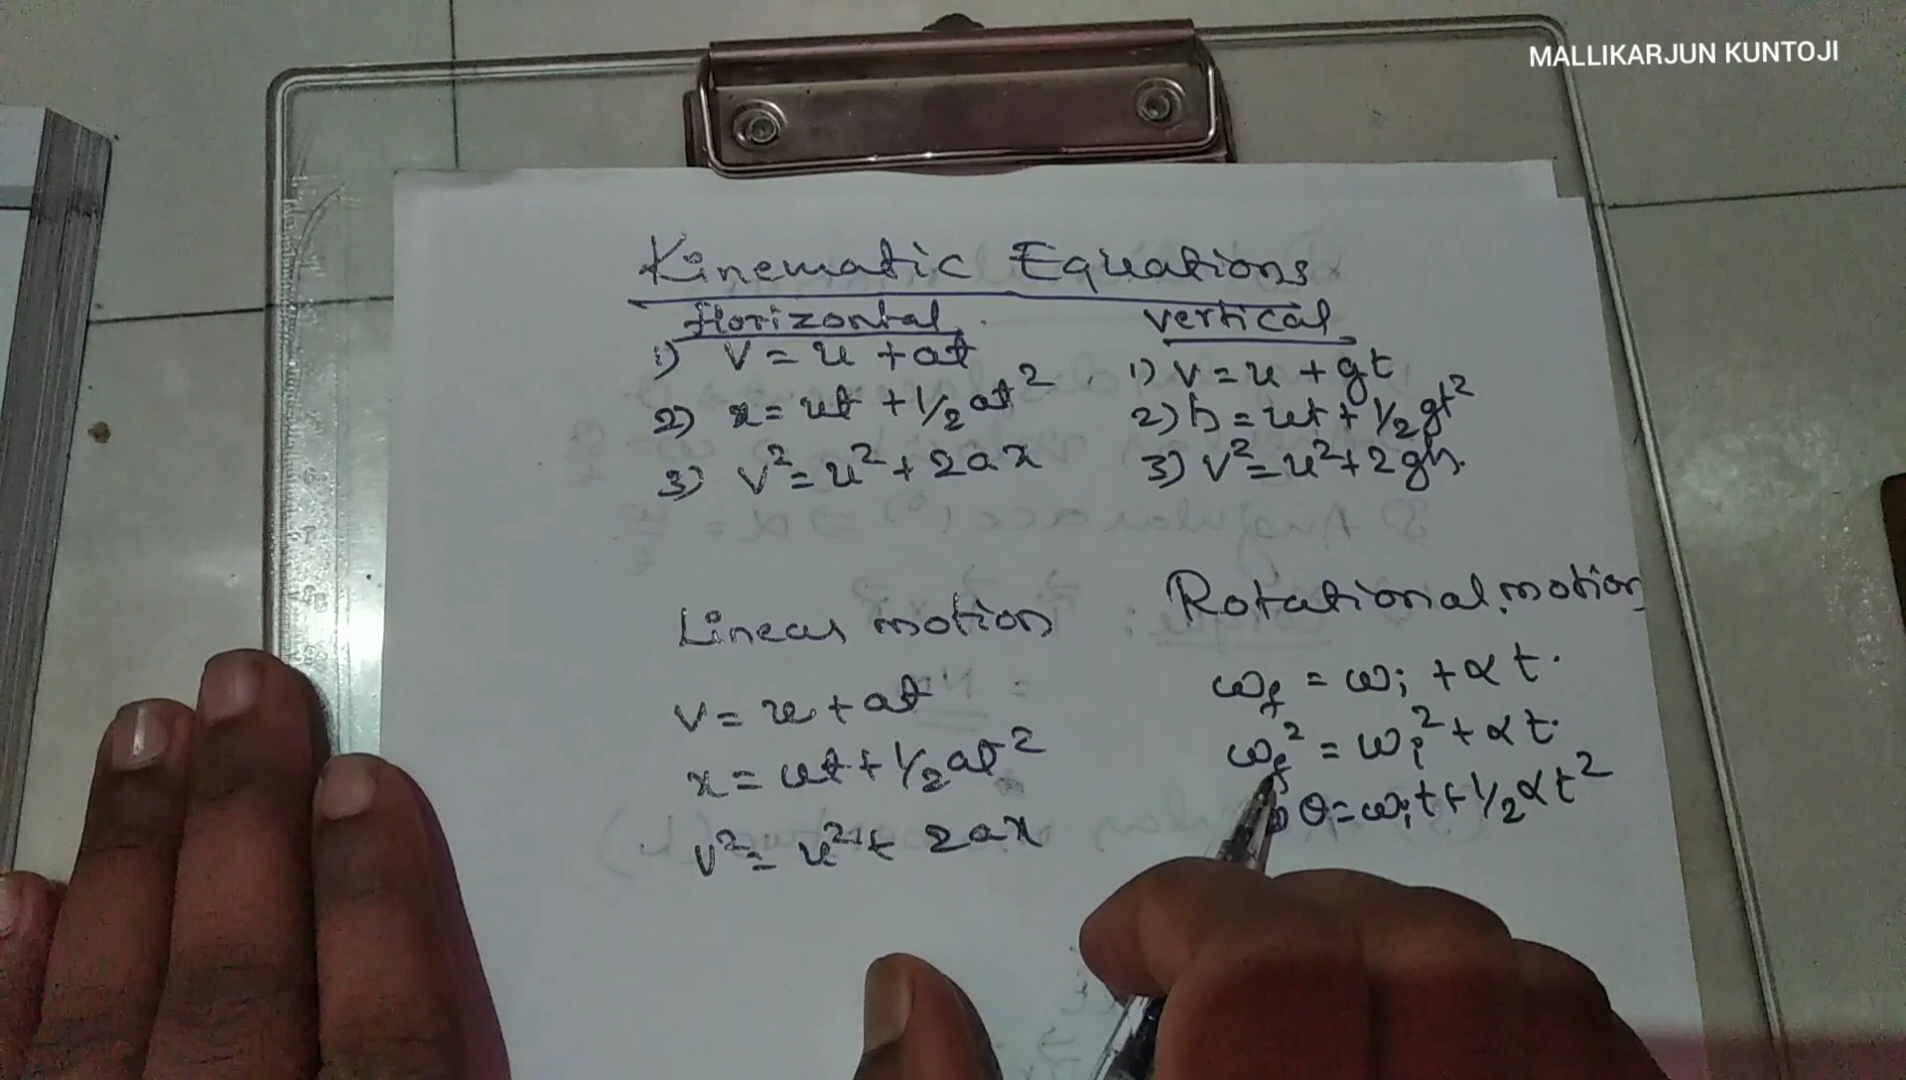 MALLIKARJUN KUNTOJI
Kinematic Equations
Horizontal
1) v = u + at
2) x = ut + 1/2 at²
3) v² = u² + 2ax
vertical
1) v = u + gt
2) h = ut + 1/2 gt²
3) v² = u² + 2gh.
Linear motion
v = u + at
x = ut + 1/2 at²
v² = u² + 2ax
Rotational motion
ωf = ωi + αt.
ωf² = ωi² + αt.
θ = ωit + 1/2 αt²